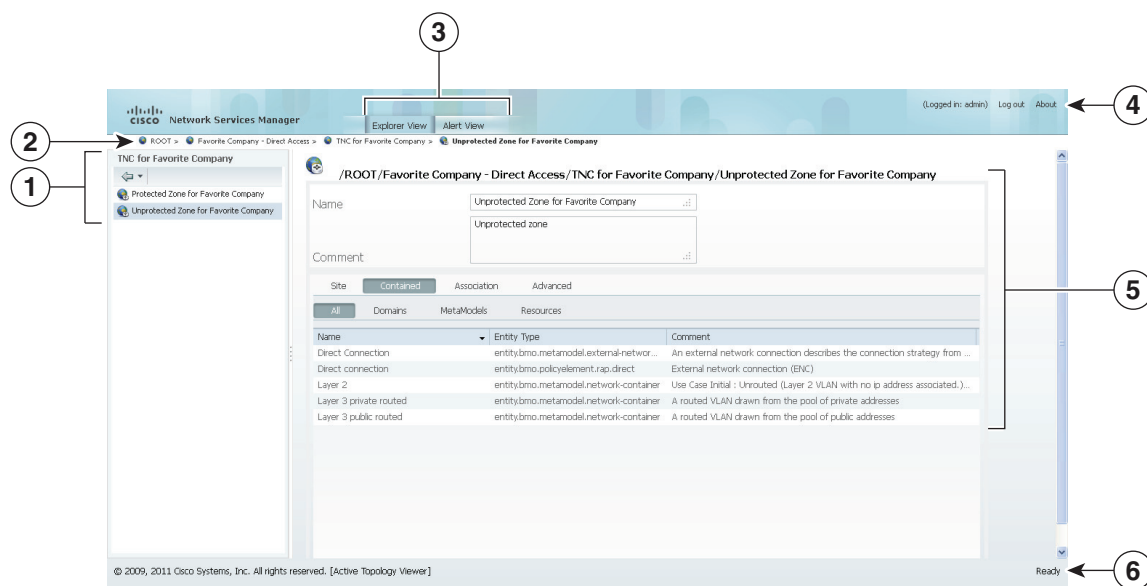 3
CISCO Network Services Manager
Explorer View Alert View
(Logged in: admin) Log out About
4
2
ROOT > Favorite Company - Direct Access > TNC for Favorite Company > Unprotected Zone for Favorite Company
1
TNC for Favorite Company
Protected Zone for Favorite Company
Unprotected Zone for Favorite Company
/ROOT/Favorite Company - Direct Access/TNC for Favorite Company/Unprotected Zone for Favorite Company
Name Unprotected Zone for Favorite Company
Unprotected zone
Comment
Site Contained Association Advanced
5
All Domains MetaModels Resources
Name Entity Type Comment
Direct Connection entity.bmo.metamodel.external-networ... An external network connection describes the connection strategy from ...
Direct connection entity.bmo.policyelement.rap.direct External network connection (ENC)
Layer 2 entity.bmo.metamodel.network-container Use Case Initial : Unrouted (Layer 2 VLAN with no ip address associated.)...
Layer 3 private routed entity.bmo.metamodel.network-container A routed VLAN drawn from the pool of private addresses
Layer 3 public routed entity.bmo.metamodel.network-container A routed VLAN drawn from the pool of public addresses
© 2009, 2011 Cisco Systems, Inc. All rights reserved. [Active Topology Viewer] Ready
6